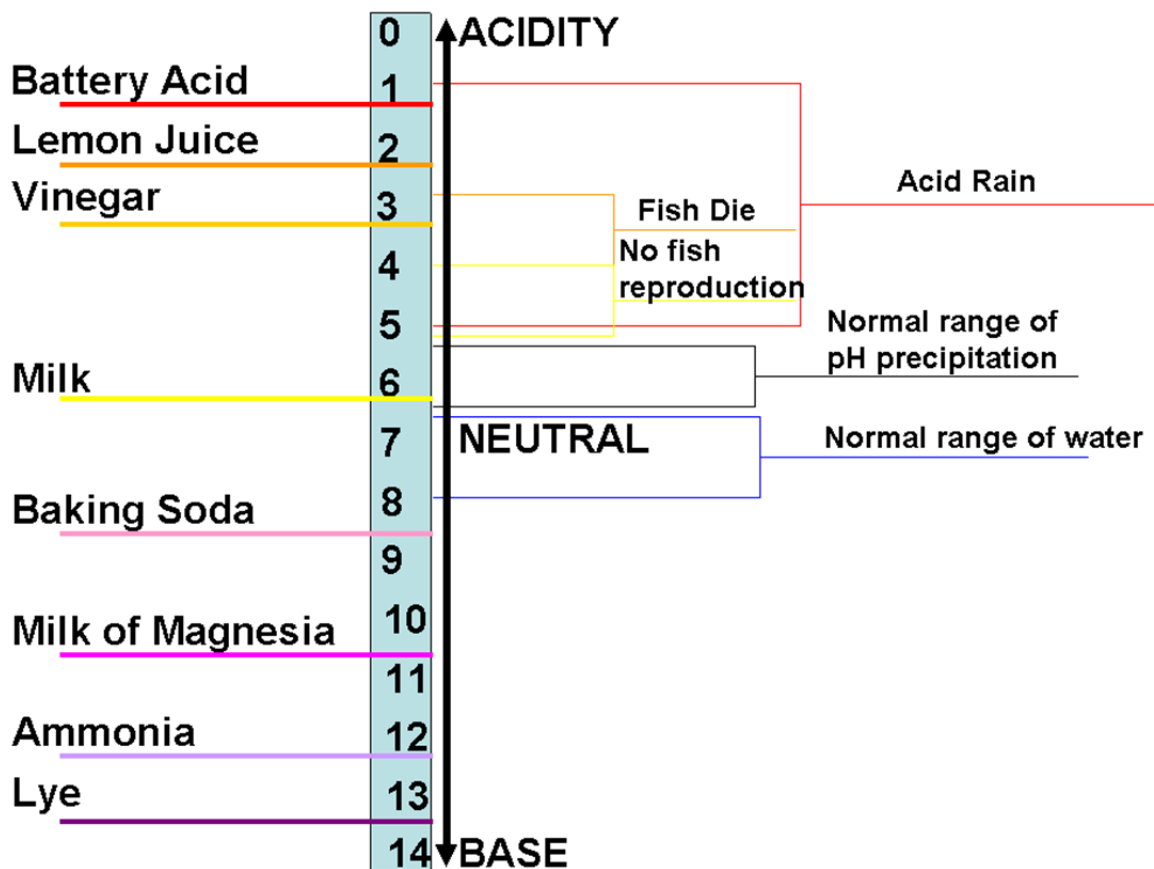 0
ACIDITY
Battery Acid
1
Lemon Juice
2
Vinegar
3
Acid Rain
Fish Die
No fish
reproduction
4
5
Normal range of
pH precipitation
Milk
6
7
NEUTRAL
Normal range of water
8
Baking Soda
9
10
Milk of Magnesia
11
Ammonia
12
Lye
13
14
BASE